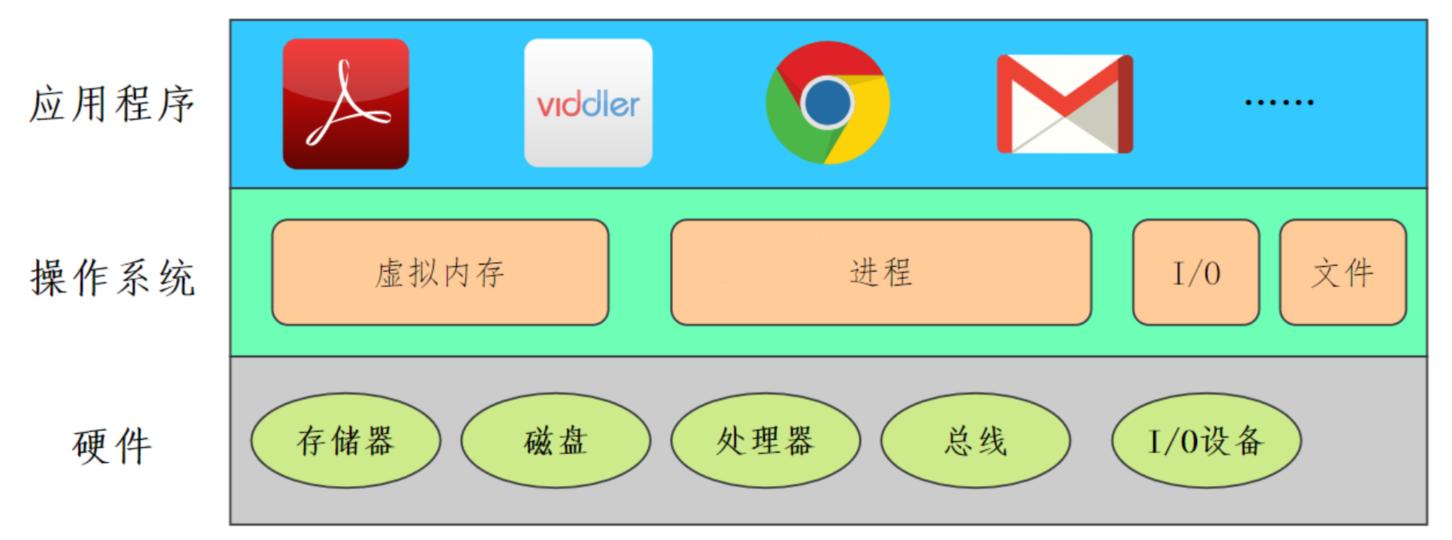 应用程序
viddler
......
操作系统
虚拟内存
进程
I/O
文件
硬件
存储器
磁盘
处理器
总线
I/O设备